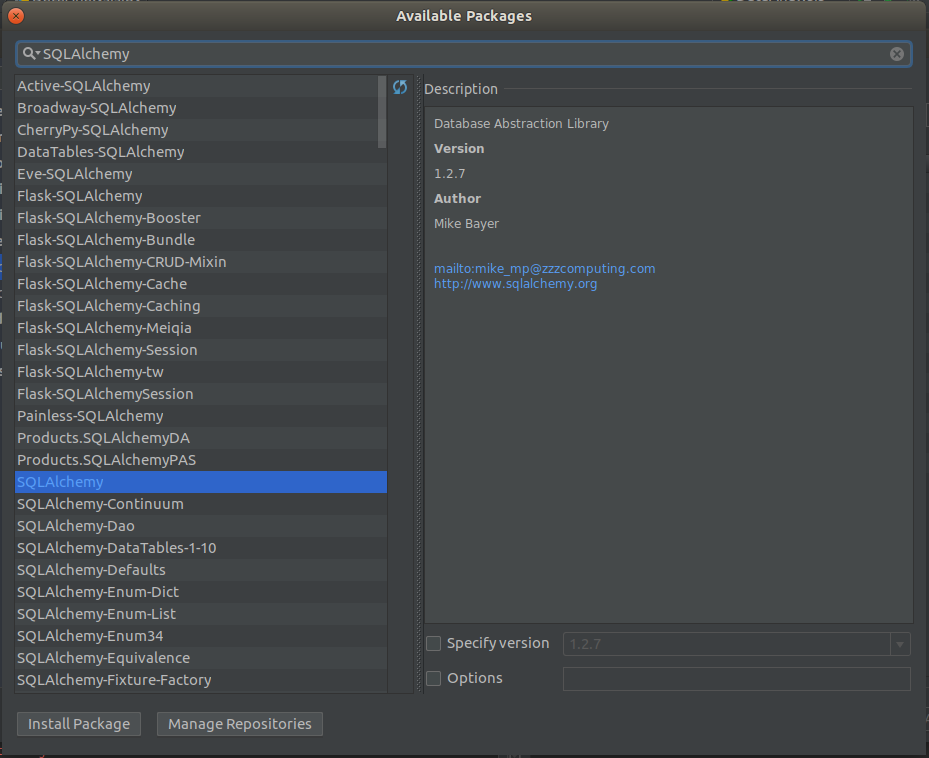 Available Packages
SQLAlchemy
Active-SQLAlchemy
Broadway-SQLAlchemy
CherryPy-SQLAlchemy
DataTables-SQLAlchemy
Eve-SQLAlchemy
Flask-SQLAlchemy
Flask-SQLAlchemy-Booster
Flask-SQLAlchemy-Bundle
Flask-SQLAlchemy-CRUD-Mixin
Flask-SQLAlchemy-Cache
Flask-SQLAlchemy-Caching
Flask-SQLAlchemy-Meiqia
Flask-SQLAlchemy-Session
Flask-SQLAlchemy-tw
Flask-SQLAlchemySession
Painless-SQLAlchemy
Products.SQLAlchemyDA
Products.SQLAlchemyPAS
SQLAlchemy
SQLAlchemy-Continuum
SQLAlchemy-Dao
SQLAlchemy-DataTables-1-10
SQLAlchemy-Defaults
SQLAlchemy-Enum-Dict
SQLAlchemy-Enum-List
SQLAlchemy-Enum34
SQLAlchemy-Equivalence
SQLAlchemy-Fixture-Factory
Description
Database Abstraction Library
Version
1.2.7
Author
Mike Bayer
mailto:mike_mp@zzzcomputing.com
http://www.sqlalchemy.org
Specify version 1.2.7
Options
Install Package Manage Repositories